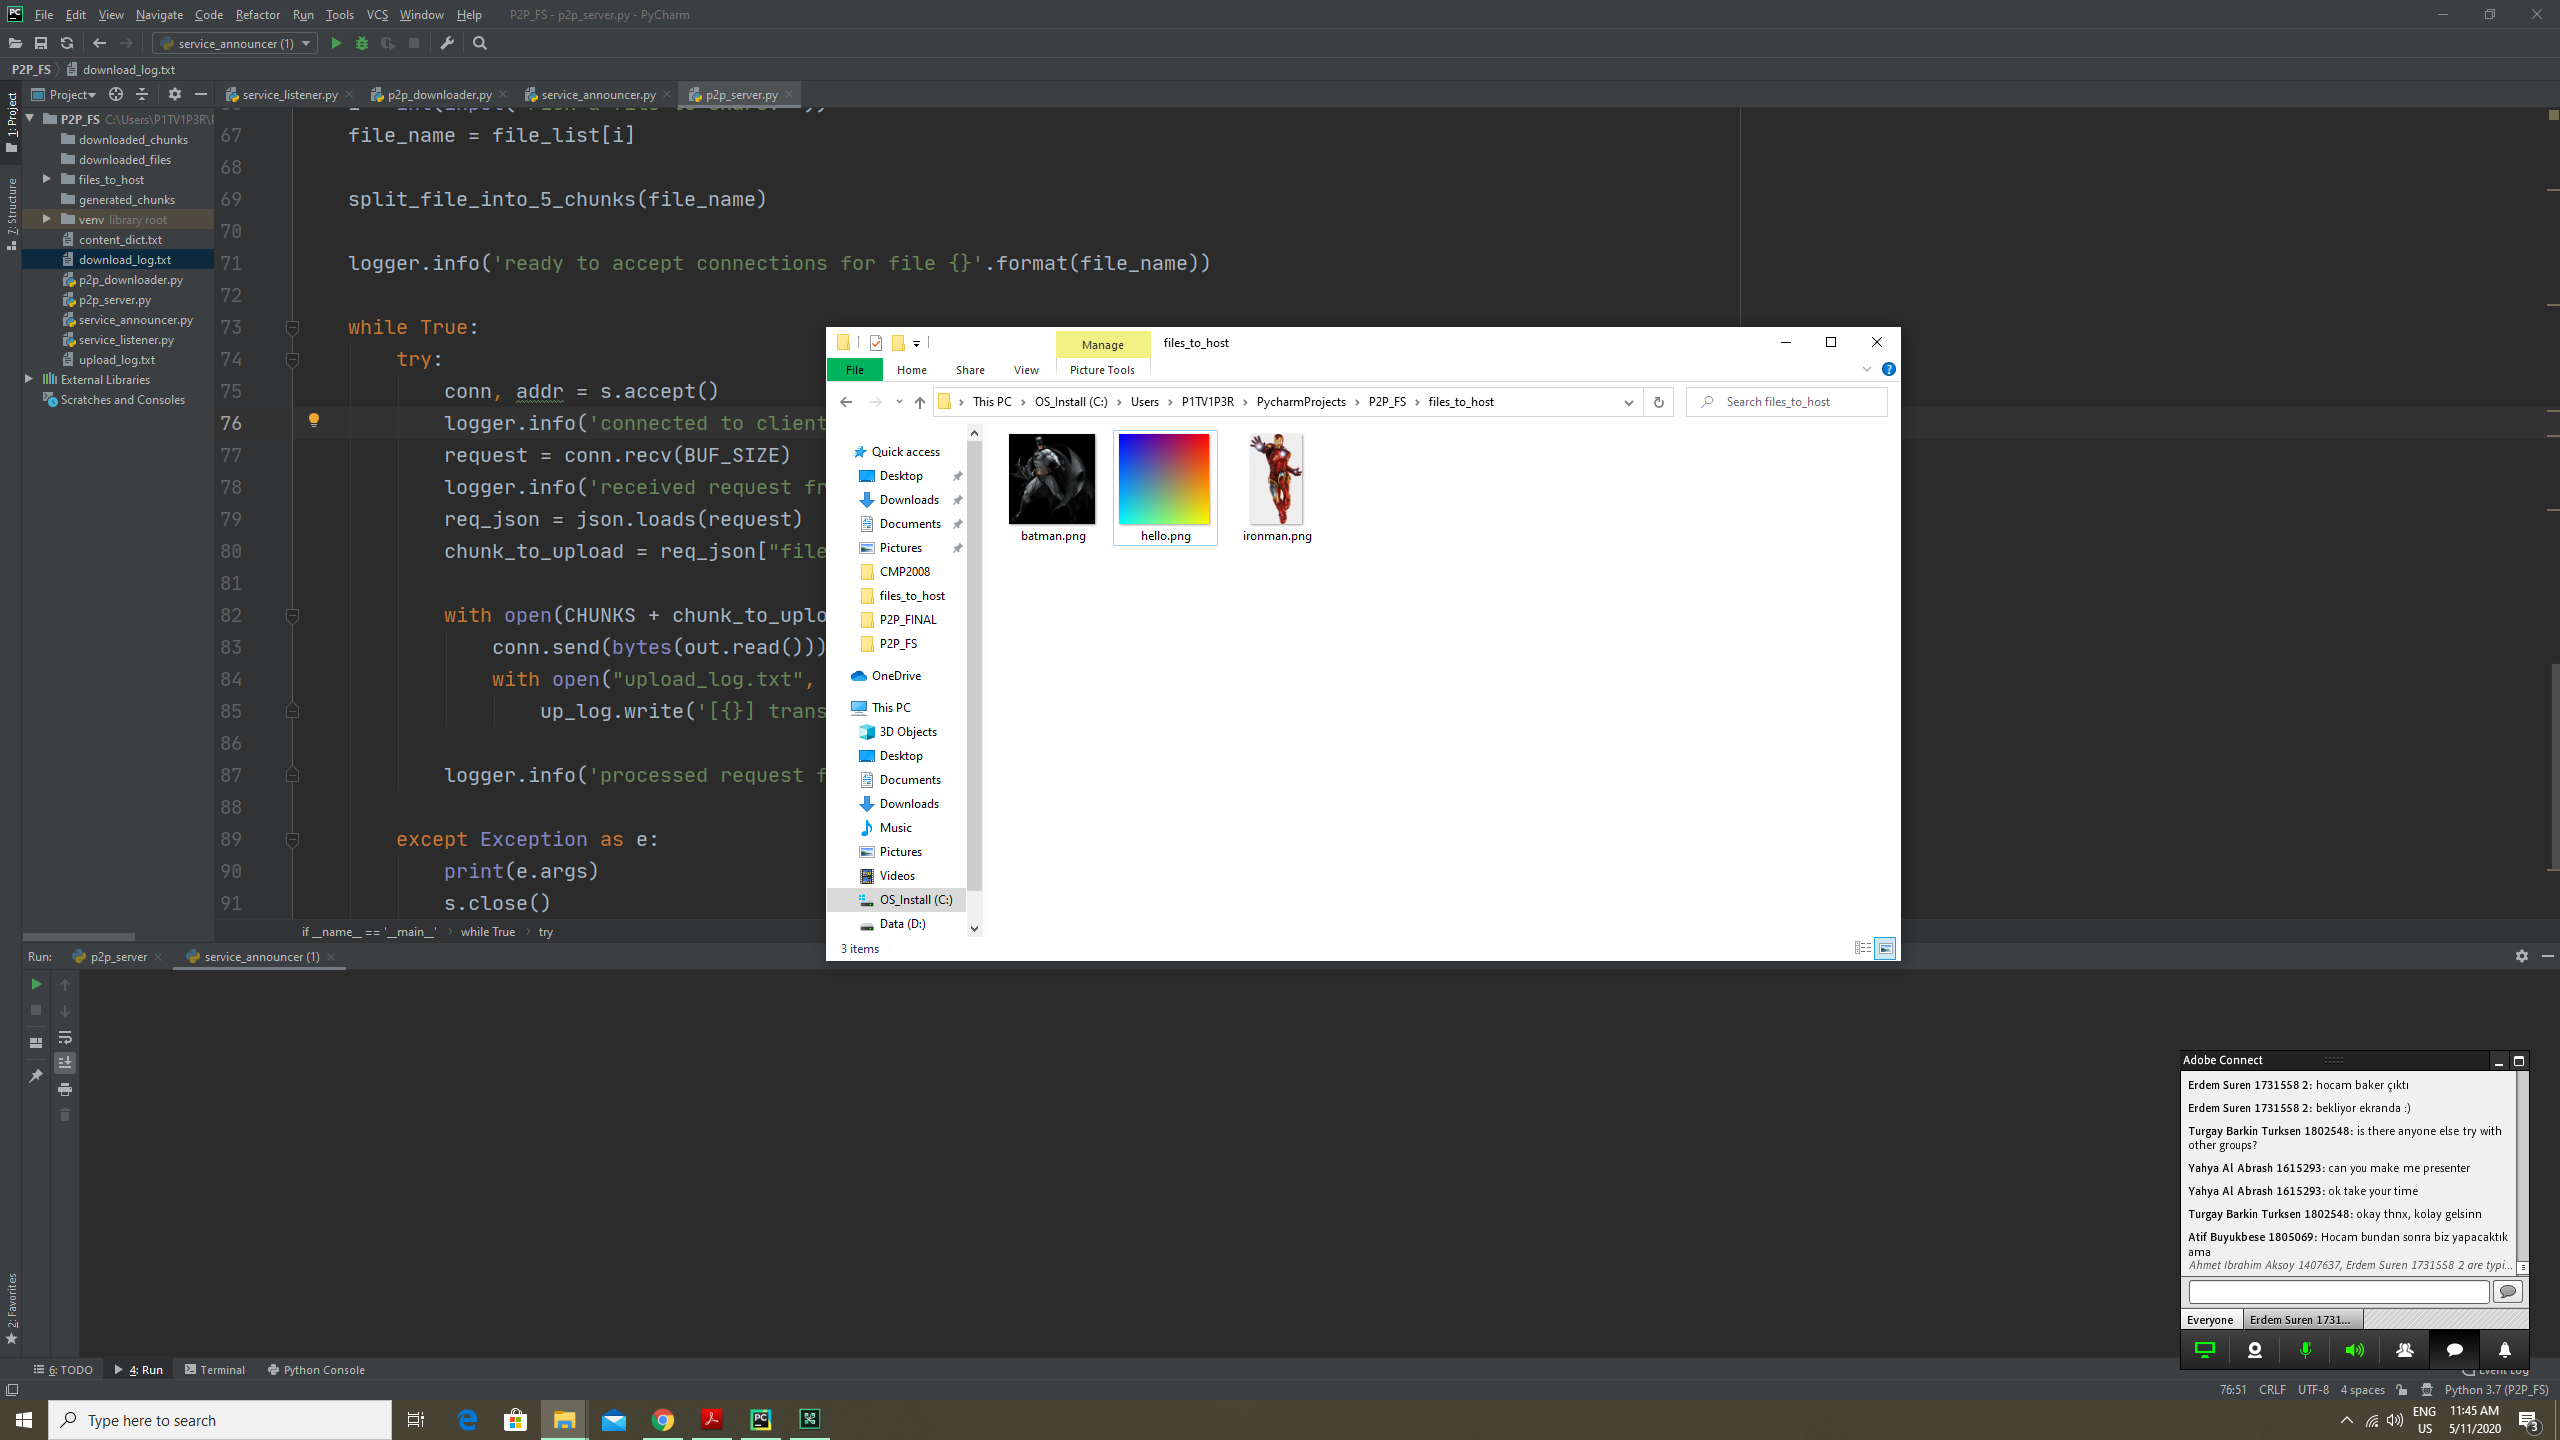 File Edit View Navigate Code Refactor Run Tools VCS Window Help P2P_FS - p2p_server.py - PyCharm
service_announcer (1)
P2P_FS download_log.txt
Project
service_listener.py p2p_downloader.py service_announcer.py p2p_server.py
1: Project
7: Structure
2: Favorites
P2P_FS C:\Users\P1TV1P3R\
downloaded_chunks
downloaded_files
files_to_host
generated_chunks
venv library root
content_dict.txt
download_log.txt
p2p_downloader.py
p2p_server.py
service_announcer.py
service_listener.py
upload_log.txt
External Libraries
Scratches and Consoles
67 file_name = file_list[i]
68
69 split_file_into_5_chunks(file_name)
70
71 logger.info('ready to accept connections for file {}'.format(file_name))
72
73 while True:
74 try:
75 conn, addr = s.accept()
76 logger.info('connected to client
77 request = conn.recv(BUF_SIZE)
78 logger.info('received request fr
79 req_json = json.loads(request)
80 chunk_to_upload = req_json["file
81
82 with open(CHUNKS + chunk_to_uplo
83 conn.send(bytes(out.read()))
84 with open("upload_log.txt",
85 up_log.write('[{}] trans
86
87 logger.info('processed request f
88
89 except Exception as e:
90 print(e.args)
91 s.close()
if __name__ == '__main__' › while True › try
Manage files_to_host
File Home Share View Picture Tools
This PC › OS_Install (C:) › Users › P1TV1P3R › PycharmProjects › P2P_FS › files_to_host
Search files_to_host
Quick access
Desktop
Downloads
Documents
Pictures
CMP2008
files_to_host
P2P_FINAL
P2P_FS
OneDrive
This PC
3D Objects
Desktop
Documents
Downloads
Music
Pictures
Videos
OS_Install (C:)
Data (D:)
batman.png hello.png ironman.png
3 items
Run: p2p_server service_announcer (1)
Adobe Connect
Erdem Suren 1731558 2: hocam baker çıktı
Erdem Suren 1731558 2: bekliyor ekranda :)
Turgay Barkin Turksen 1802548: is there anyone else try with
other groups?
Yahya Al Abrash 1615293: can you make me presenter
Yahya Al Abrash 1615293: ok take your time
Turgay Barkin Turksen 1802548: okay thnx, kolay gelsinn
Atif Buyukbese 1805069: Hocam bundan sonra biz yapacaktık
ama
Ahmet Ibrahim Aksoy 1407637, Erdem Suren 1731558 2 are typi...
Everyone Erdem Suren 1731...
6: TODO 4: Run Terminal Python Console
Event Log
76:51 CRLF UTF-8 4 spaces Python 3.7 (P2P_FS)
Type here to search
ENG
US
11:45 AM
5/11/2020
3